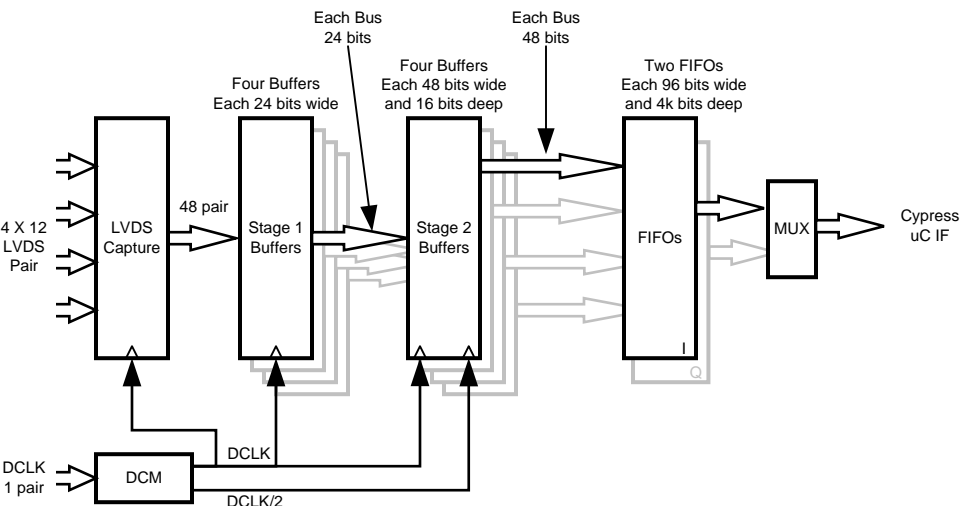 Each Bus
24 bits
Each Bus
48 bits
Four Buffers
Each 24 bits wide
Four Buffers
Each 48 bits wide
and 16 bits deep
Two FIFOs
Each 96 bits wide
and 4k bits deep
4 X 12
LVDS
Pair
LVDS
Capture
48 pair
Stage 1
Buffers
Stage 2
Buffers
FIFOs
I
Q
MUX
Cypress
uC IF
DCLK
1 pair
DCM
DCLK
DCLK/2